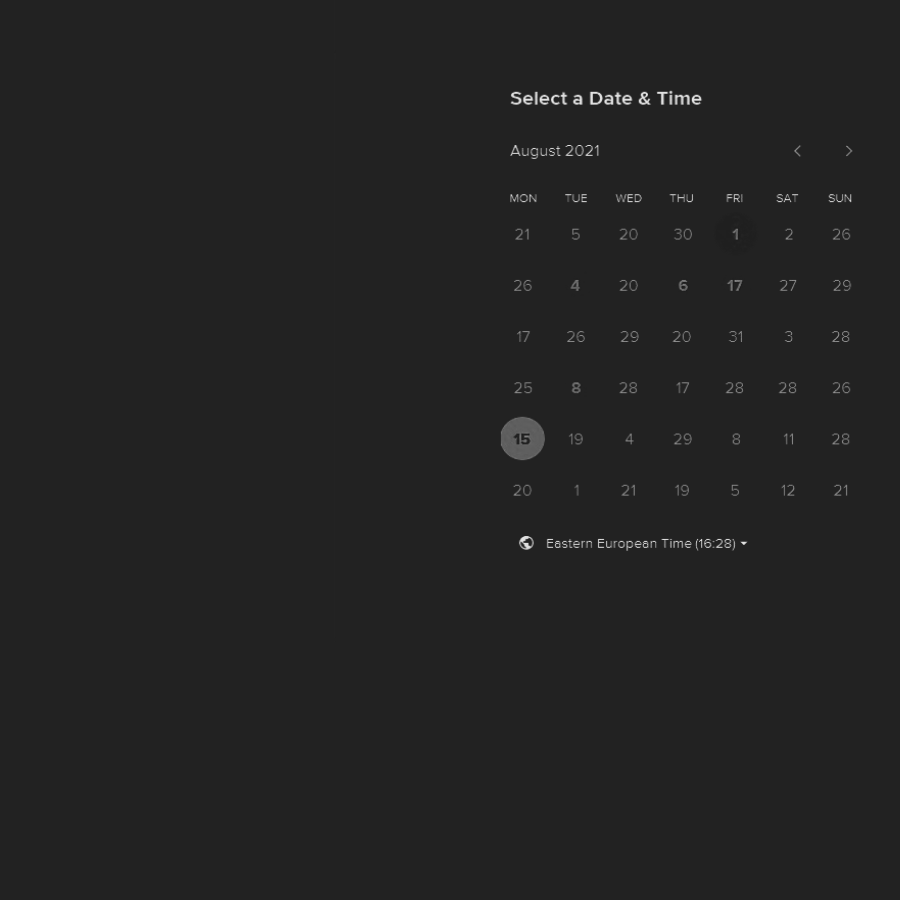 Select a Date & Time
August 2021
MON TUE WED THU FRI SAT SUN
21 5 20 30 1 2 26
26 4 20 6 17 27 29
17 26 29 20 31 3 28
25 8 28 17 28 28 26
15 19 4 29 8 11 28
20 1 21 19 5 12 21
Eastern European Time (16:28)